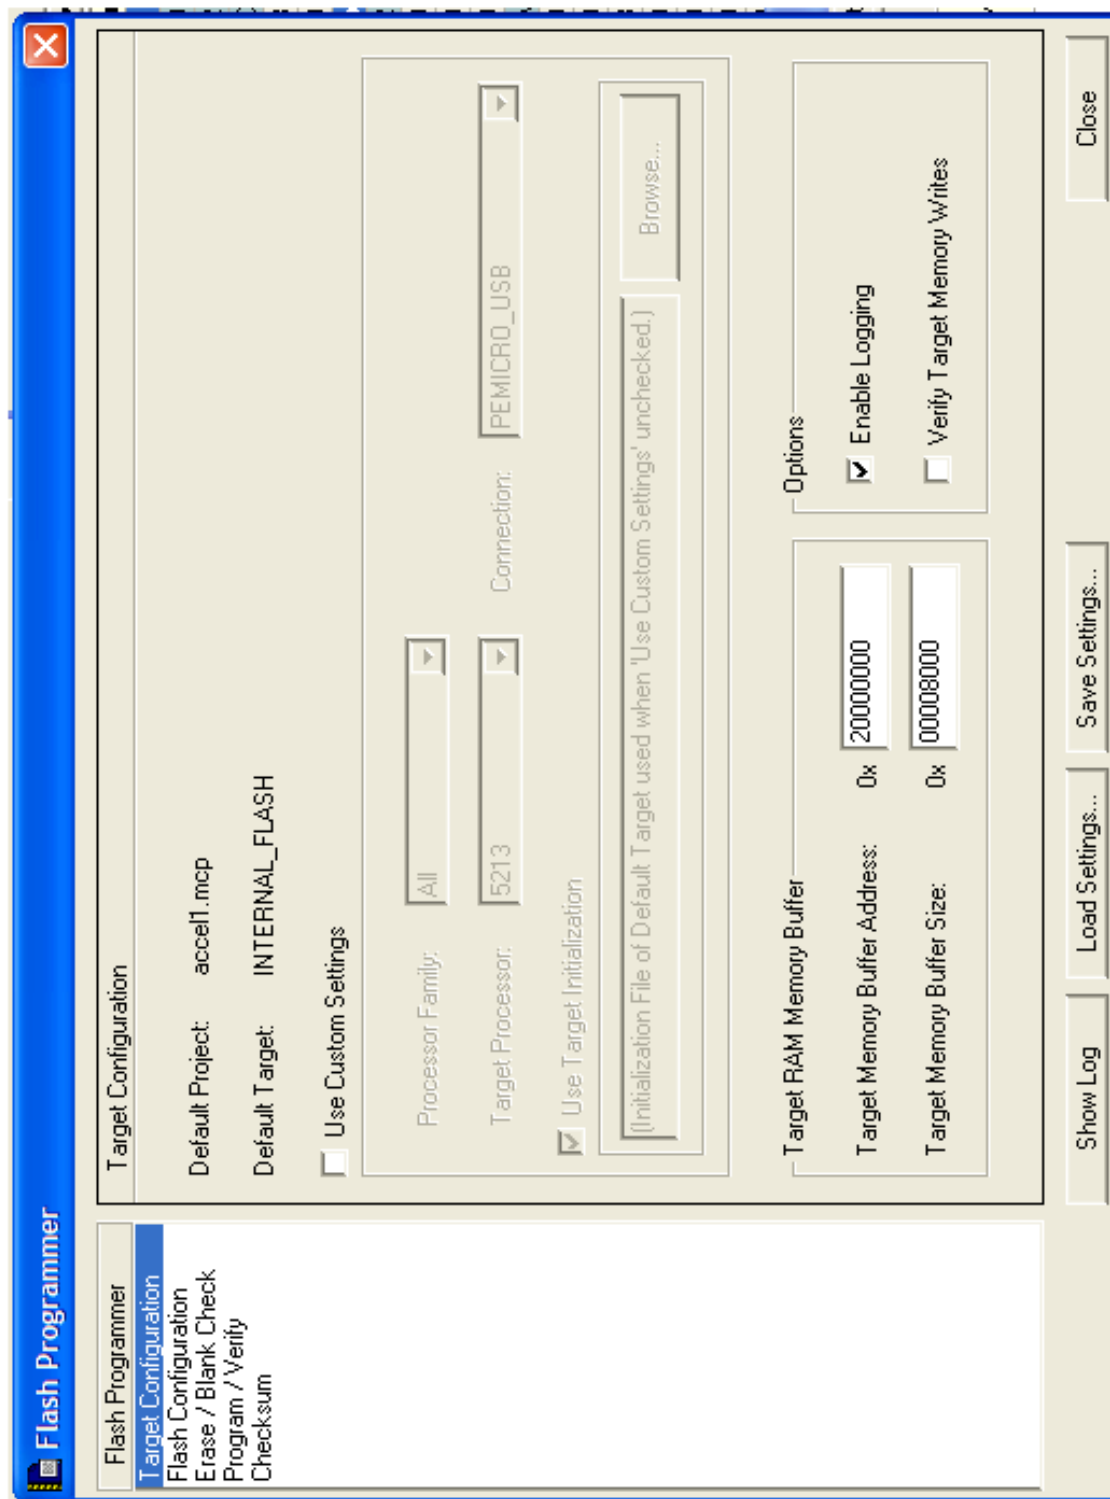 Flash Programmer
Flash Programmer
Target Configuration
Flash Configuration
Erase / Blank Check
Program / Verify
Checksum
Target Configuration
Default Project: accel1.mcp
Default Target: INTERNAL_FLASH
Use Custom Settings
Processor Family: All
Target Processor: 5213 Connection: PEMICRO_USB
Use Target Initialization
(Initialization File of Default Target used when 'Use Custom Settings' unchecked.) Browse...
Target RAM Memory Buffer
Target Memory Buffer Address: 0x 20000000
Target Memory Buffer Size: 0x 00008000
Options
Enable Logging
Verify Target Memory Writes
Show Log Load Settings... Save Settings... Close